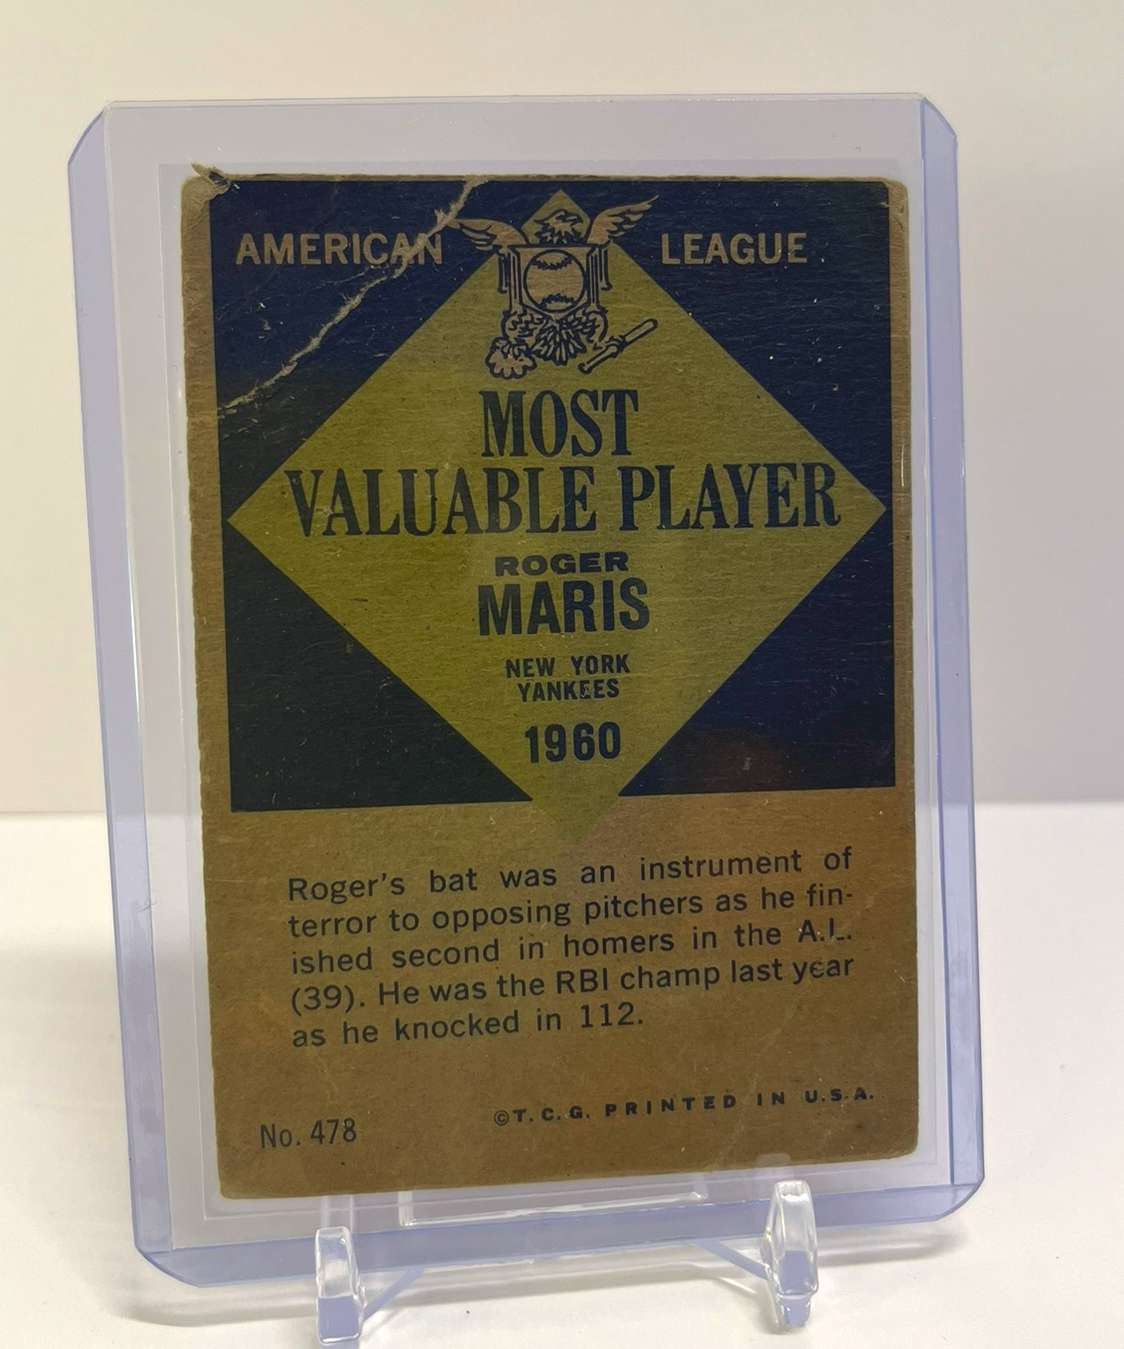 AMERICAN LEAGUE
MOST
VALUABLE PLAYER
ROGER
MARIS
NEW YORK
YANKEES
1960
Roger's bat was an instrument of
terror to opposing pitchers as he fin-
ished second in homers in the A.L.
(39). He was the RBI champ last year
as he knocked in 112.
No. 478
©T.C.G. PRINTED IN U.S.A.